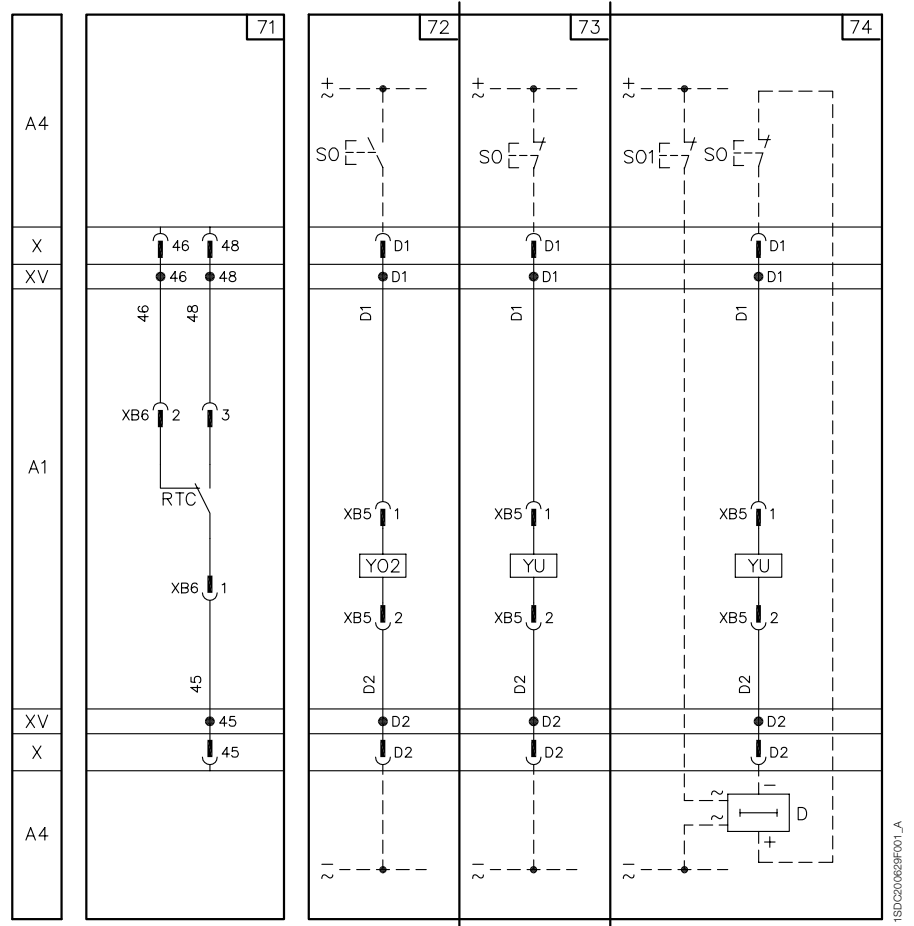 71
72
73
74
A4
+
~
+
~
+
~
SO
SO
SO1
SO
X
46
48
D1
D1
D1
XV
46
48
D1
D1
D1
46
48
D1
D1
D1
XB6
2
3
A1
RTC
XB5
1
XB5
1
XB5
1
YO2
YU
YU
XB6
1
XB5
2
XB5
2
XB5
2
45
D2
D2
D2
XV
45
D2
D2
D2
X
45
D2
D2
D2
~
−
~
D
A4
+
−
~
−
~
−
~
1SDC200629F001_A